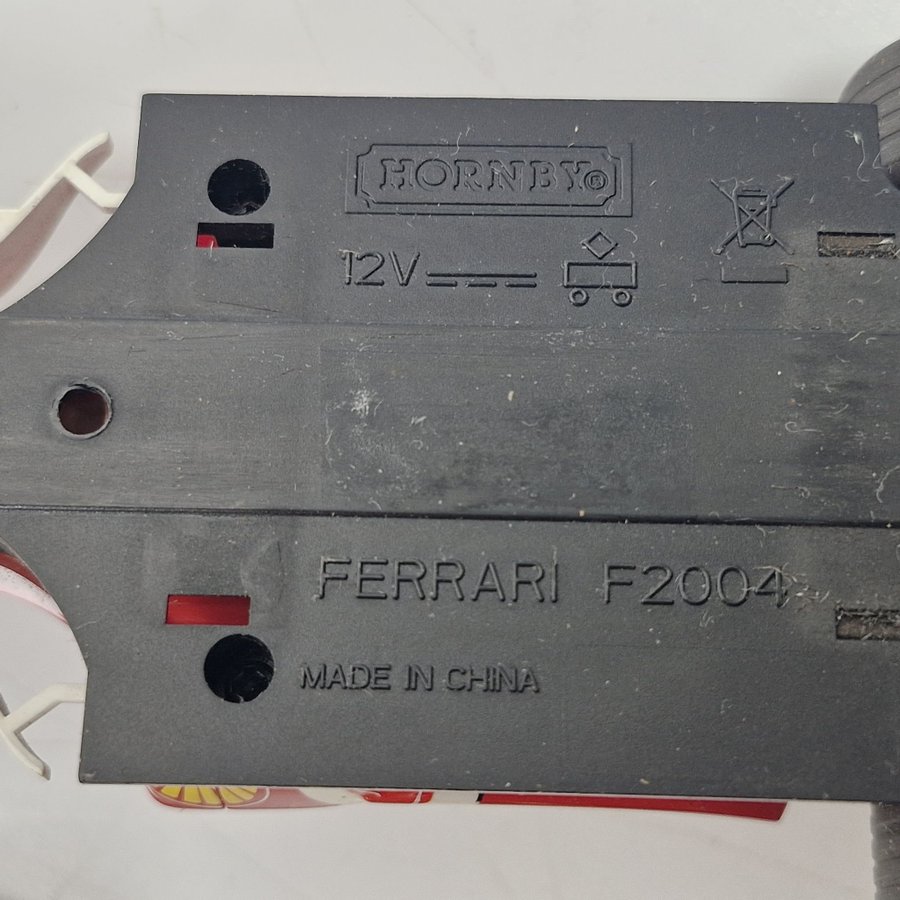 HORNBY®
12V
FERRARI F2004
MADE IN CHINA